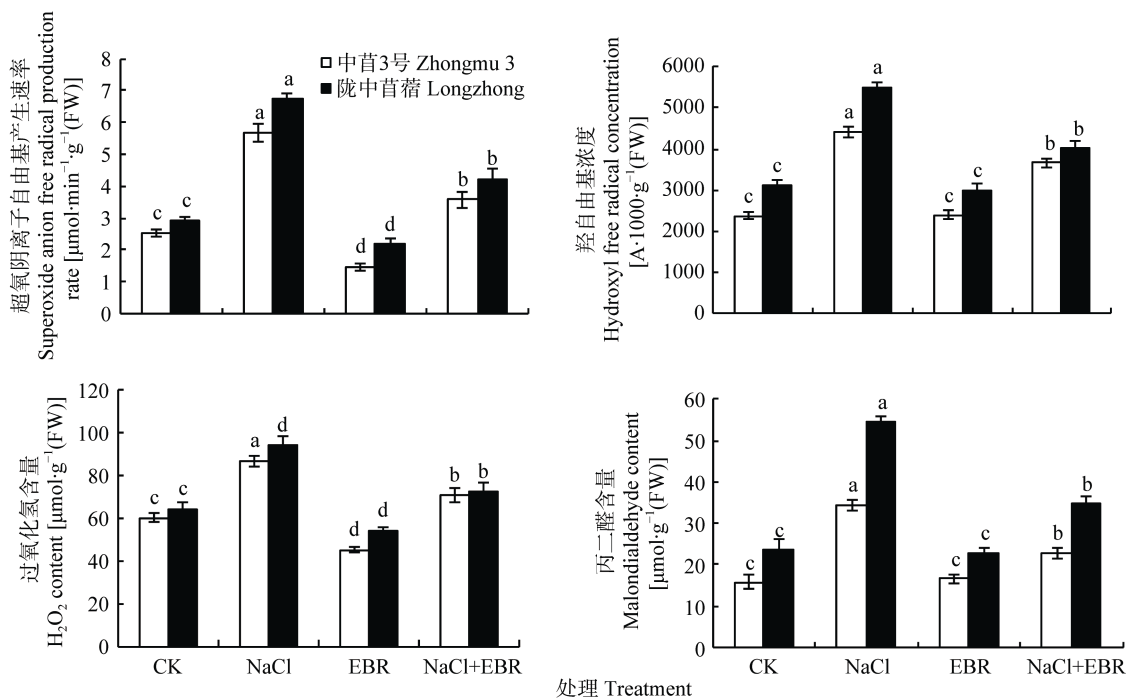 超氧阴离子自由基产生速率
Superoxide anion free radical production
rate [μmol·min⁻¹·g⁻¹(FW)]
8
7
6
5
4
3
2
1
0
中苜3号 Zhongmu 3
陇中苜蓿 Longzhong
c c
a a
d d
b b
羟自由基浓度
Hydroxyl free radical concentration
[A·1000·g⁻¹(FW)]
6000
5000
4000
3000
2000
1000
0
c c
a a
c c
b b
过氧化氢含量
H₂O₂ content [μmol·g⁻¹(FW)]
120
100
80
60
40
20
0
c c
a d
d d
b b
CK NaCl EBR NaCl+EBR
丙二醛含量
Malondialdehyde content
[μmol·g⁻¹(FW)]
60
50
40
30
20
10
0
c c
a a
c c
b b
CK NaCl EBR NaCl+EBR
处理 Treatment